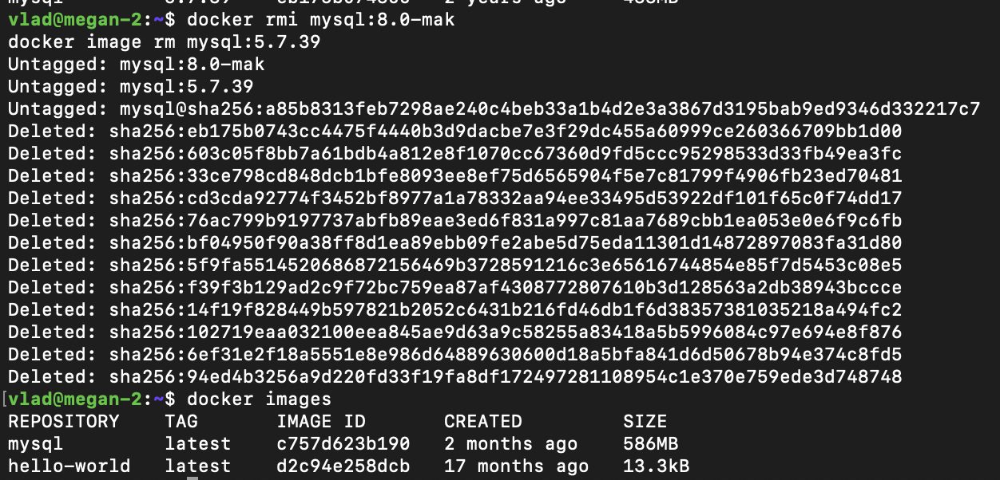 vlad@megan-2:~$ docker rmi mysql:8.0-mak
docker image rm mysql:5.7.39
Untagged: mysql:8.0-mak
Untagged: mysql:5.7.39
Untagged: mysql@sha256:a85b8313feb7298ae240c4beb33a1b4d2e3a3867d3195bab9ed9346d332217c7
Deleted: sha256:eb175b0743cc4475f4440b3d9dacbe7e3f29dc455a60999ce260366709bb1d00
Deleted: sha256:603c05f8bb7a61bdb4a812e8f1070cc67360d9fd5ccc95298533d33fb49ea3fc
Deleted: sha256:33ce798cd848dcb1bfe8093ee8ef75d6565904f5e7c81799f4906fb23ed70481
Deleted: sha256:cd3cda92774f3452bf8977a1a78332aa94ee33495d53922df101f65c0f74dd17
Deleted: sha256:76ac799b9197737abfb89eae3ed6f831a997c81aa7689cbb1ea053e0e6f9c6fb
Deleted: sha256:bf04950f90a38ff8d1ea89ebb09fe2abe5d75eda11301d14872897083fa31d80
Deleted: sha256:5f9fa5514520686872156469b3728591216c3e65616744854e85f7d5453c08e5
Deleted: sha256:f39f3b129ad2c9f72bc759ea87af4308772807610b3d128563a2db38943bccce
Deleted: sha256:14f19f828449b597821b2052c6431b216fd46db1f6d38357381035218a494fc2
Deleted: sha256:102719eaa032100eea845ae9d63a9c58255a83418a5b5996084c97e694e8f876
Deleted: sha256:6ef31e2f18a5551e8e986d64889630600d18a5bfa841d6d50678b94e374c8fd5
Deleted: sha256:94ed4b3256a9d220fd33f19fa8df172497281108954c1e370e759ede3d748748
[vlad@megan-2:~$ docker images
REPOSITORY TAG IMAGE ID CREATED SIZE
mysql latest c757d623b190 2 months ago 586MB
hello-world latest d2c94e258dcb 17 months ago 13.3kB